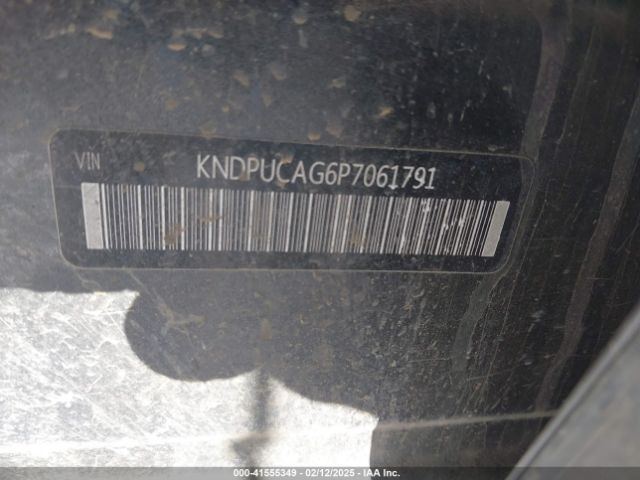 VIN
KNDPUCAG6P7061791
000-41555349 - 02/12/2025 - IAA Inc.